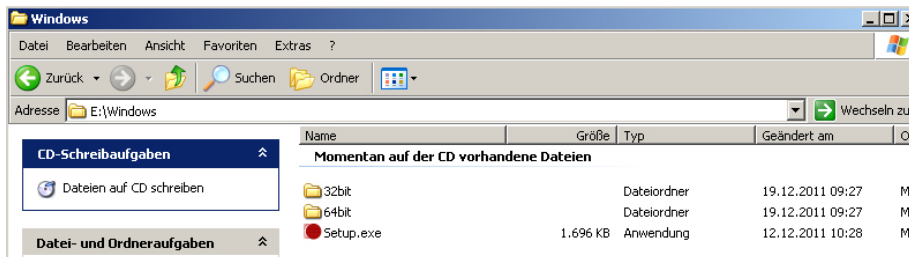 Windows
Datei Bearbeiten Ansicht Favoriten Extras ?
Zurück Suchen Ordner
Adresse E:\Windows Wechseln zu
Name Größe Typ Geändert am
CD-Schreibaufgaben Momentan auf der CD vorhandene Dateien
Dateien auf CD schreiben
32bit Dateiordner 19.12.2011 09:27
64bit Dateiordner 19.12.2011 09:27
Setup.exe 1.696 KB Anwendung 12.12.2011 10:28
Datei- und Ordneraufgaben